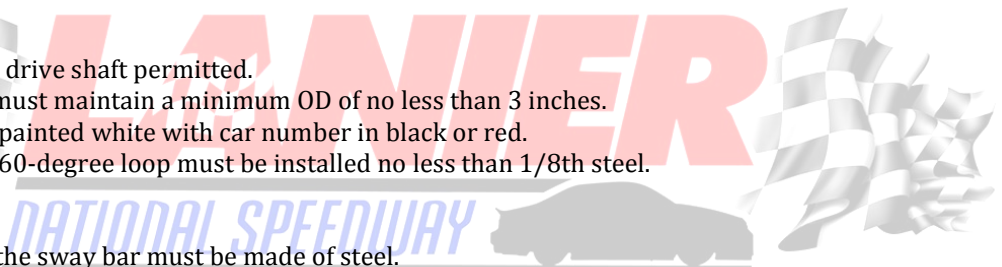 drive shaft permitted.
must maintain a minimum OD of no less than 3 inches.
painted white with car number in black or red.
60-degree loop must be installed no less than 1/8th steel.
the sway bar must be made of steel.
LANIER
NATIONAL SPEEDWAY